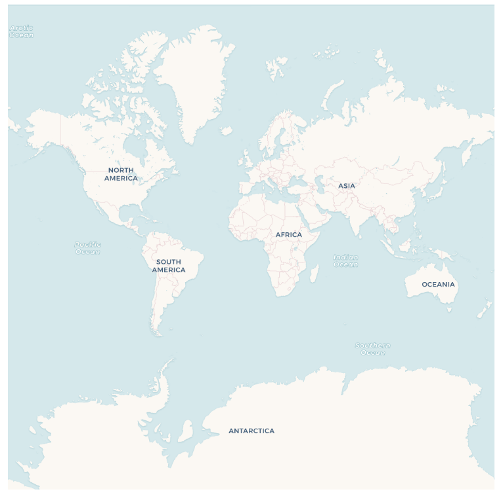 Arctic
Ocean
NORTH
AMERICA
ASIA
AFRICA
Pacific
Ocean
Indian
Ocean
SOUTH
AMERICA
OCEANIA
Southern
Ocean
ANTARCTICA